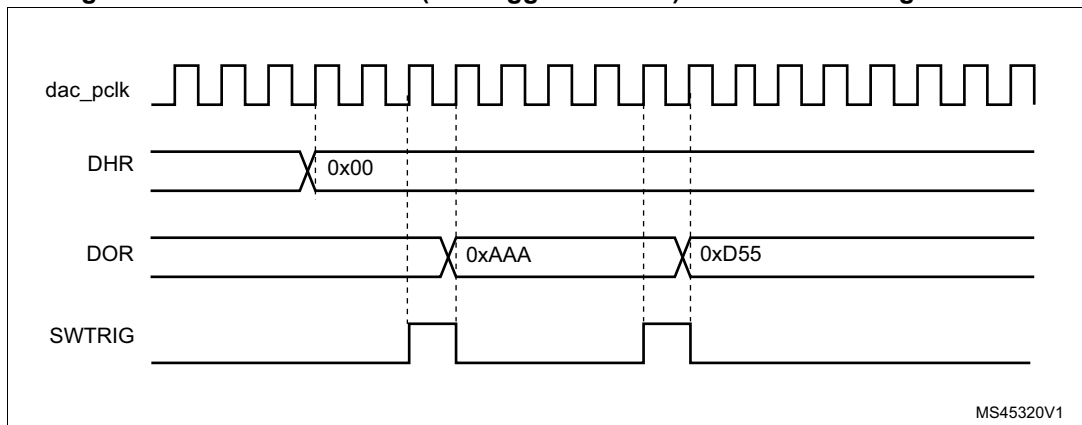 dac_pclk
DHR
0x00
DOR
0xAAA
0xD55
SWTRIG
MS45320V1